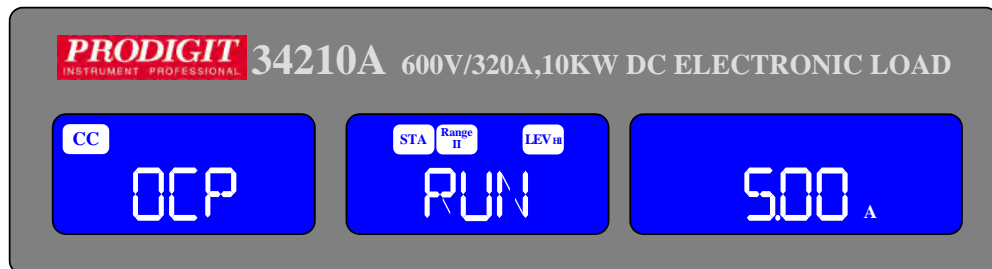 PRODIGIT
INSTRUMENT PROFESSIONAL
34210A 600V/320A,10KW DC ELECTRONIC LOAD
CC
OCP
STA Range II LEV HI
RUN
5.00 A